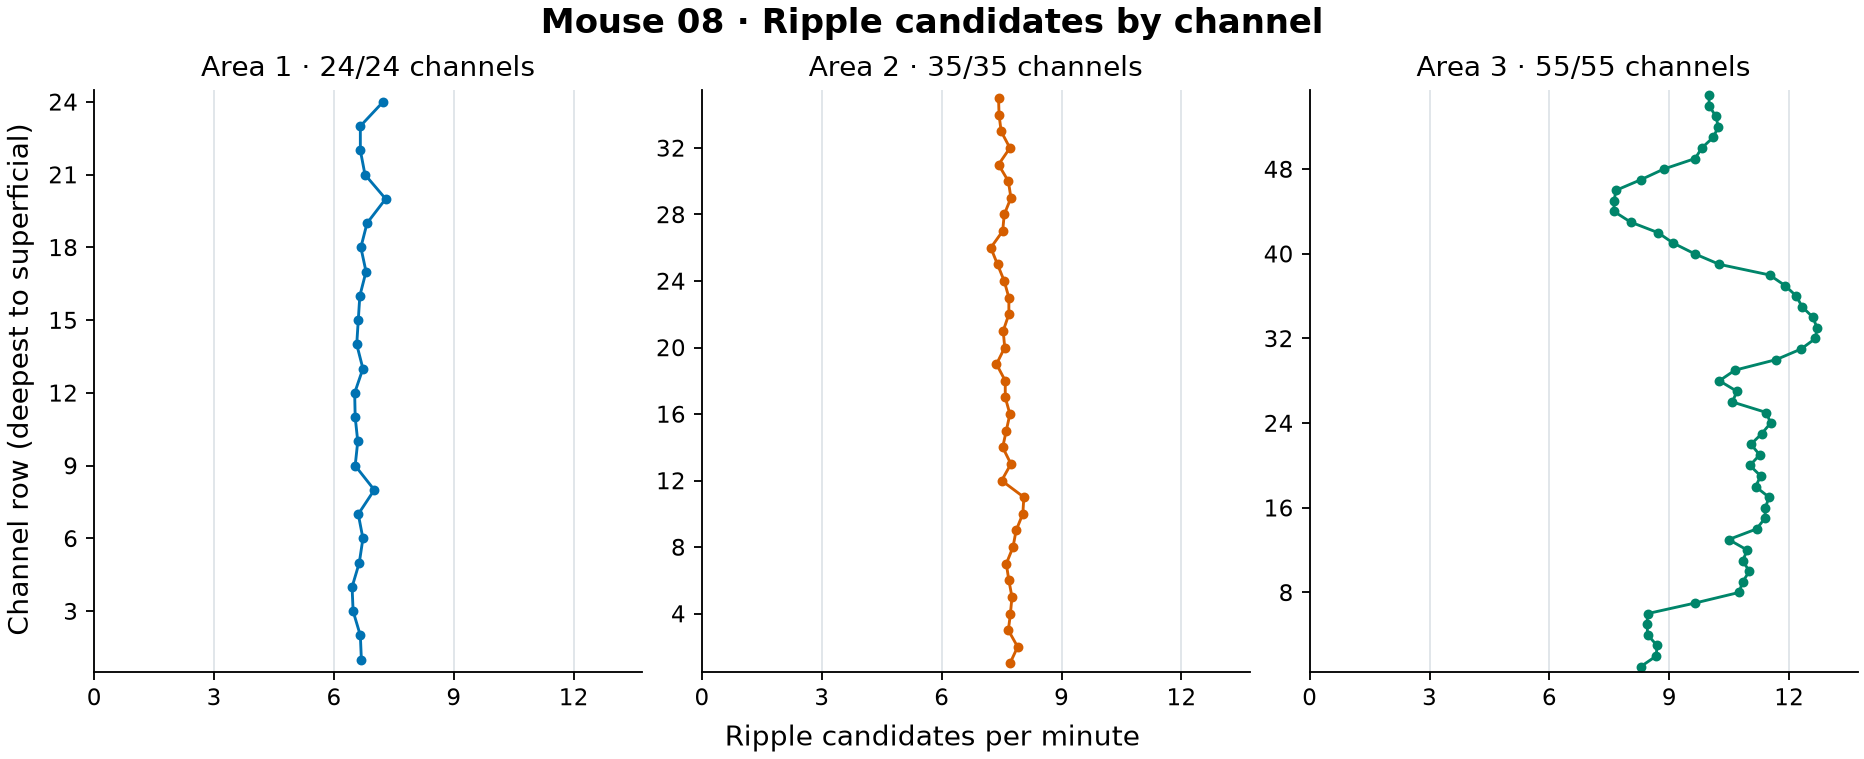 Mouse 08 · Ripple candidates by channel
Area 1 · 24/24 channels
Area 2 · 35/35 channels
Area 3 · 55/55 channels
Channel row (deepest to superficial)
24
21
18
15
12
9
6
3
0 3 6 9 12
32
28
24
20
16
12
8
4
0 3 6 9 12
48
40
32
24
16
8
0 3 6 9 12
Ripple candidates per minute